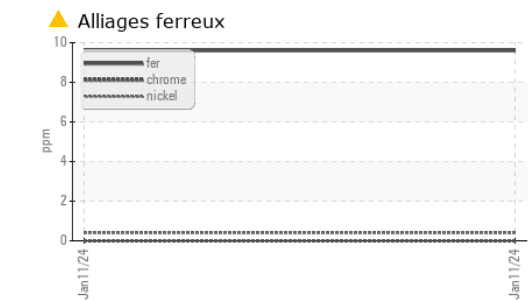 Alliages ferreux
ppm
10
8
6
4
2
0
fer
chrome
nickel
Jan11/24
Jan11/24